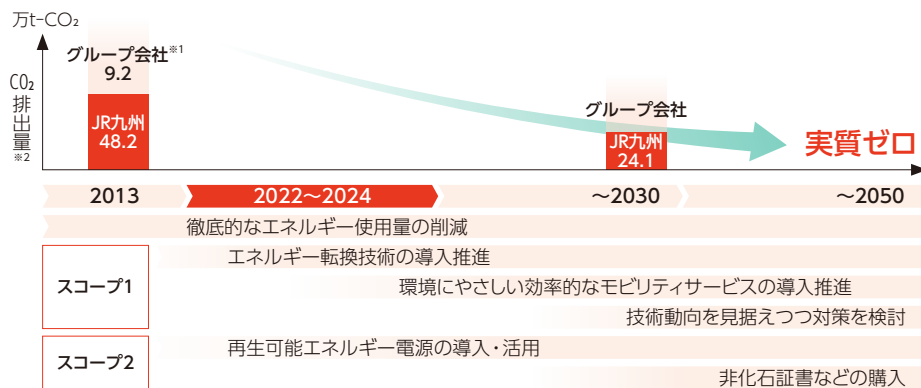 万t-CO₂
グループ会社※1
9.2
CO₂排出量※2
JR九州
48.2
グループ会社
JR九州
24.1
実質ゼロ
2013
2022〜2024
〜2030
〜2050
徹底的なエネルギー使用量の削減
スコープ1
エネルギー転換技術の導入推進
環境にやさしい効率的なモビリティサービスの導入推進
技術動向を見据えつつ対策を検討
スコープ2
再生可能エネルギー電源の導入・活用
非化石証書などの購入